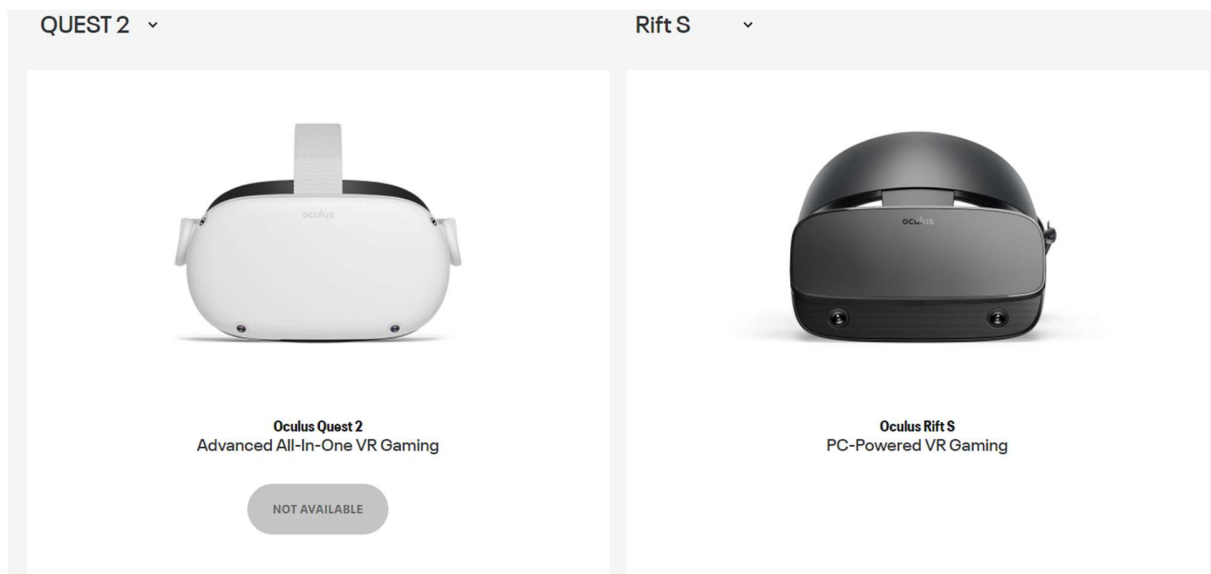 QUEST 2
Rift S
oculus
oculus
Oculus Quest 2
Advanced All-In-One VR Gaming
NOT AVAILABLE
Oculus Rift S
PC-Powered VR Gaming